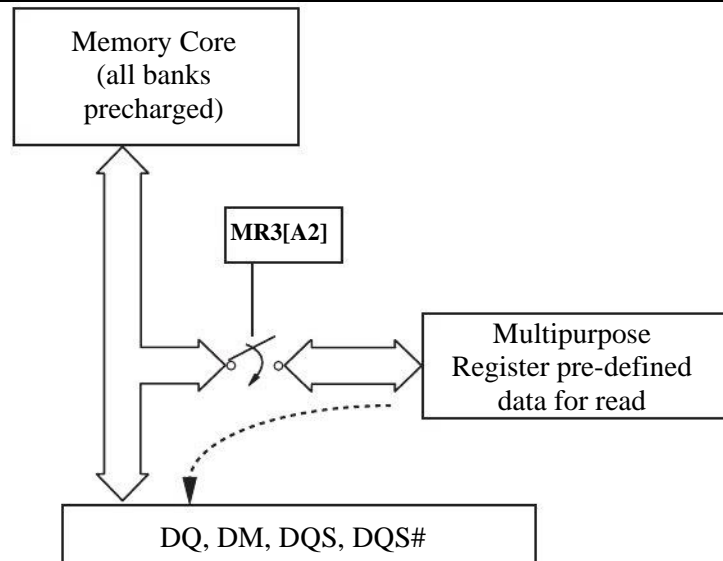 Memory Core
(all banks
precharged)
MR3[A2]
Multipurpose
Register pre-defined
data for read
DQ, DM, DQS, DQS#